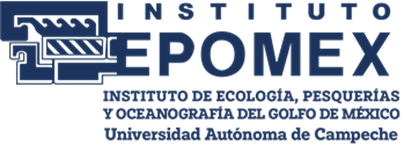 INSTITUTO
EPOMEX
INSTITUTO DE ECOLOGÍA, PESQUERÍAS
Y OCEANOGRAFÍA DEL GOLFO DE MÉXICO
Universidad Autónoma de Campeche